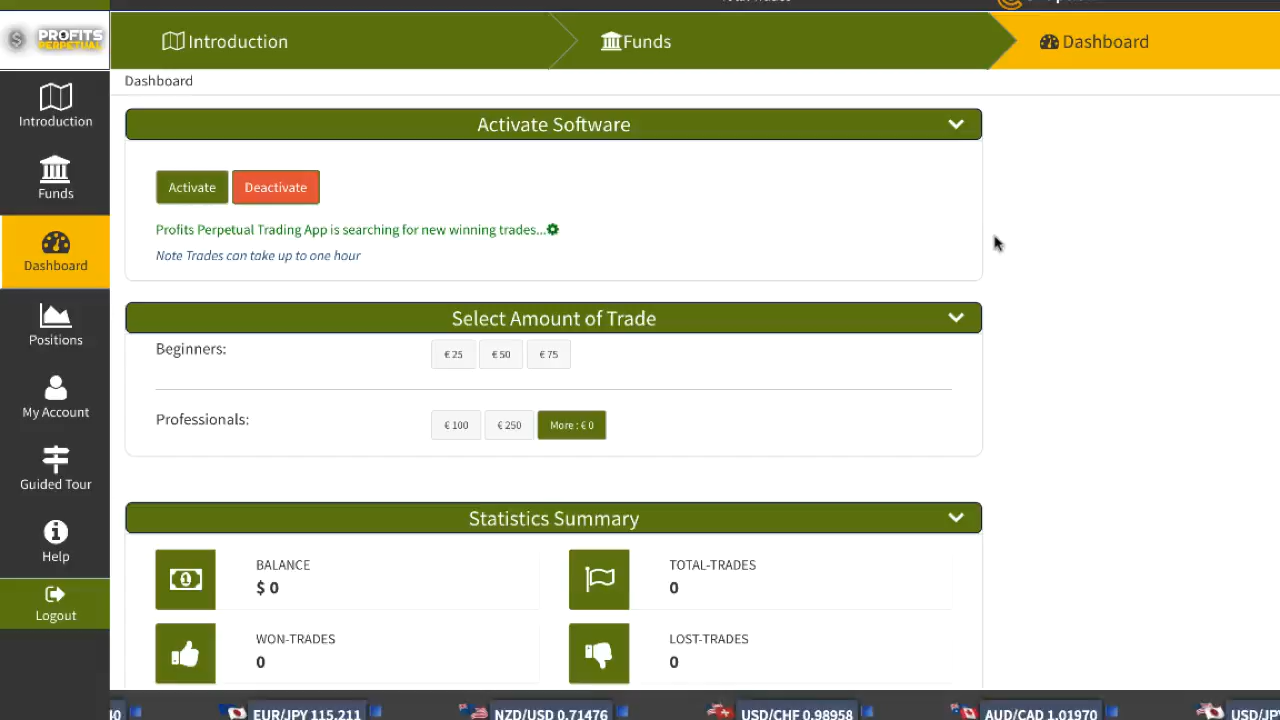 PROFITS
PERPETUAL
Introduction
Funds
Dashboard
Dashboard
Introduction
Funds
Dashboard
Positions
My Account
Guided Tour
Help
Logout
Activate Software
Activate
Deactivate
Profits Perpetual Trading App is searching for new winning trades...
Note Trades can take up to one hour
Select Amount of Trade
Beginners:
€ 25
€ 50
€ 75
Professionals:
€ 100
€ 250
More : € 0
Statistics Summary
BALANCE
$ 0
TOTAL-TRADES
0
WON-TRADES
0
LOST-TRADES
0
EUR/JPY 115.211
NZD/USD 0.71476
USD/CHF 0.98958
AUD/CAD 1.01970